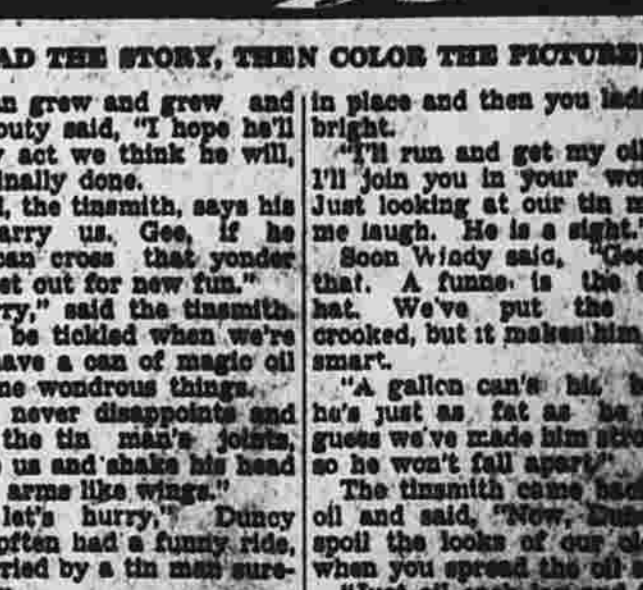 AD THE STORY, THEN COLOR THE PICTURE
n grew and grew and
outy said, "I hope he'll
act we think he will,
inally done.
, the tinsmith, says his
arry us. Gee, if he
can cross that yonder
et out for new fun."
ry," said the tinsmith.
be tickled when we're
have a can of magic oil
ne wondrous things.
never disappoints and
the tin man's joints,
us and shake his head
arms like wings."
let's hurry," Duncy
often had a funny ride,
ried by a tin man sure-
in place and then you
bright.
"I'll run and get my oil
I'll join you in your
Just looking at our tin
me laugh. He is a sight.
Soon Windy said, "Gee
that. A funnel is the
hat. We've put the
crooked, but it makes him
smart.
"A gallon can's his
he's just as fat as he
guess we've made him
so he won't fall apart."
The tinsmith came
oil and said, "Now,
spoil the looks of our
when you spread the oil